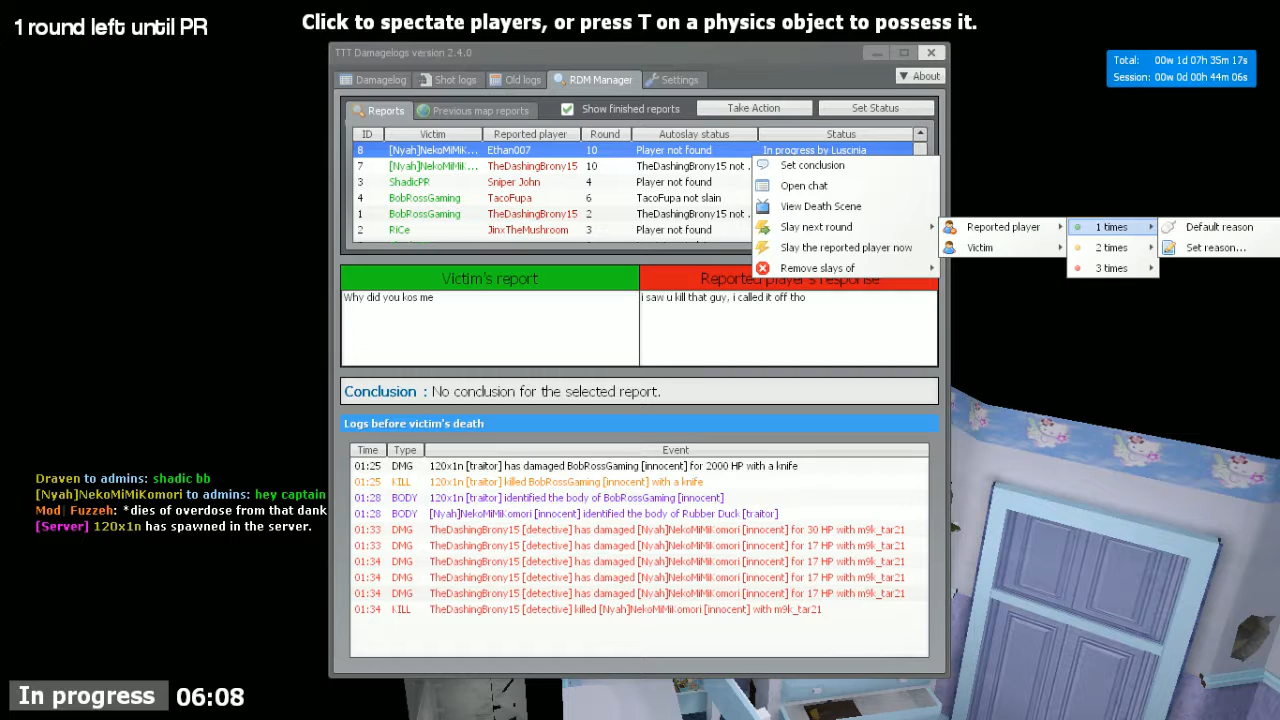 1 round left until PR
Click to spectate players, or press T on a physics object to possess it.
Total: 00w 1d 07h 35m 17s
Session: 00w 0d 00h 44m 06s
TTT Damagelogs version 2.4.0
Damagelog Shot logs Old logs RDM Manager Settings
▼ About
Reports Previous map reports Show finished reports Take Action Set Status
ID Victim Reported player Round Autoslay status Status
8 [Nyah]NekoMiMiK... Ethan007 10 Player not found In progress by Luscinia
7 [Nyah]NekoMiMiK... TheDashingBrony15 10 TheDashingBrony15 not ..
3 ShadicPR Sniper John 4 Player not found
4 BobRossGaming TacoFupa 6 TacoFupa not slain
1 BobRossGaming TheDashingBrony15 2 TheDashingBrony15 not ..
2 PiCe JinxTheMushroom 3 Player not found
Set conclusion
Open chat
View Death Scene
Slay next round
Slay the reported player now
Remove slays of
Reported player
Victim
1 times
2 times
3 times
Default reason
Set reason...
Victim's report
Reported player's response
Why did you kos me
i saw u kill that guy, i called it off tho
Conclusion : No conclusion for the selected report.
Logs before victim's death
Time Type Event
01:25 DMG 120x1n [traitor] has damaged BobRossGaming [innocent] for 2000 HP with a knife
01:25 KILL 120x1n [traitor] killed BobRossGaming [innocent] with a knife
01:28 BODY 120x1n [traitor] identified the body of BobRossGaming [innocent]
01:28 BODY [Nyah]NekoMiMiKomori [innocent] identified the body of Rubber Duck [traitor]
01:33 DMG TheDashingBrony15 [detective] has damaged [Nyah]NekoMiMiKomori [innocent] for 30 HP with m9k_tar21
01:33 DMG TheDashingBrony15 [detective] has damaged [Nyah]NekoMiMiKomori [innocent] for 17 HP with m9k_tar21
01:34 DMG TheDashingBrony15 [detective] has damaged [Nyah]NekoMiMiKomori [innocent] for 17 HP with m9k_tar21
01:34 DMG TheDashingBrony15 [detective] has damaged [Nyah]NekoMiMiKomori [innocent] for 17 HP with m9k_tar21
01:34 DMG TheDashingBrony15 [detective] has damaged [Nyah]NekoMiMiKomori [innocent] for 17 HP with m9k_tar21
01:34 KILL TheDashingBrony15 [detective] killed [Nyah]NekoMiMiKomori [innocent] with m9k_tar21
Draven to admins: shadic bb
[Nyah]NekoMiMiKomori to admins: hey captain
Mod| Fuzzeh: *dies of overdose from that dank
[Server] 120x1n has spawned in the server.
In progress 06:08